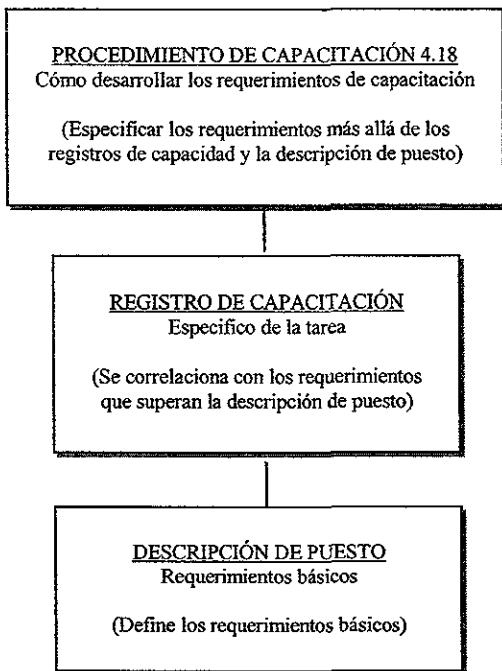 PROCEDIMIENTO DE CAPACITACIÓN 4.18
Cómo desarrollar los requerimientos de capacitación
(Especificar los requerimientos más allá de los
registros de capacidad y la descripción de puesto)
REGISTRO DE CAPACITACIÓN
Especifico de la tarea
(Se correlaciona con los requerimientos
que superan la descripción de puesto)
DESCRIPCIÓN DE PUESTO
Requerimientos básicos
(Define los requerimientos básicos)